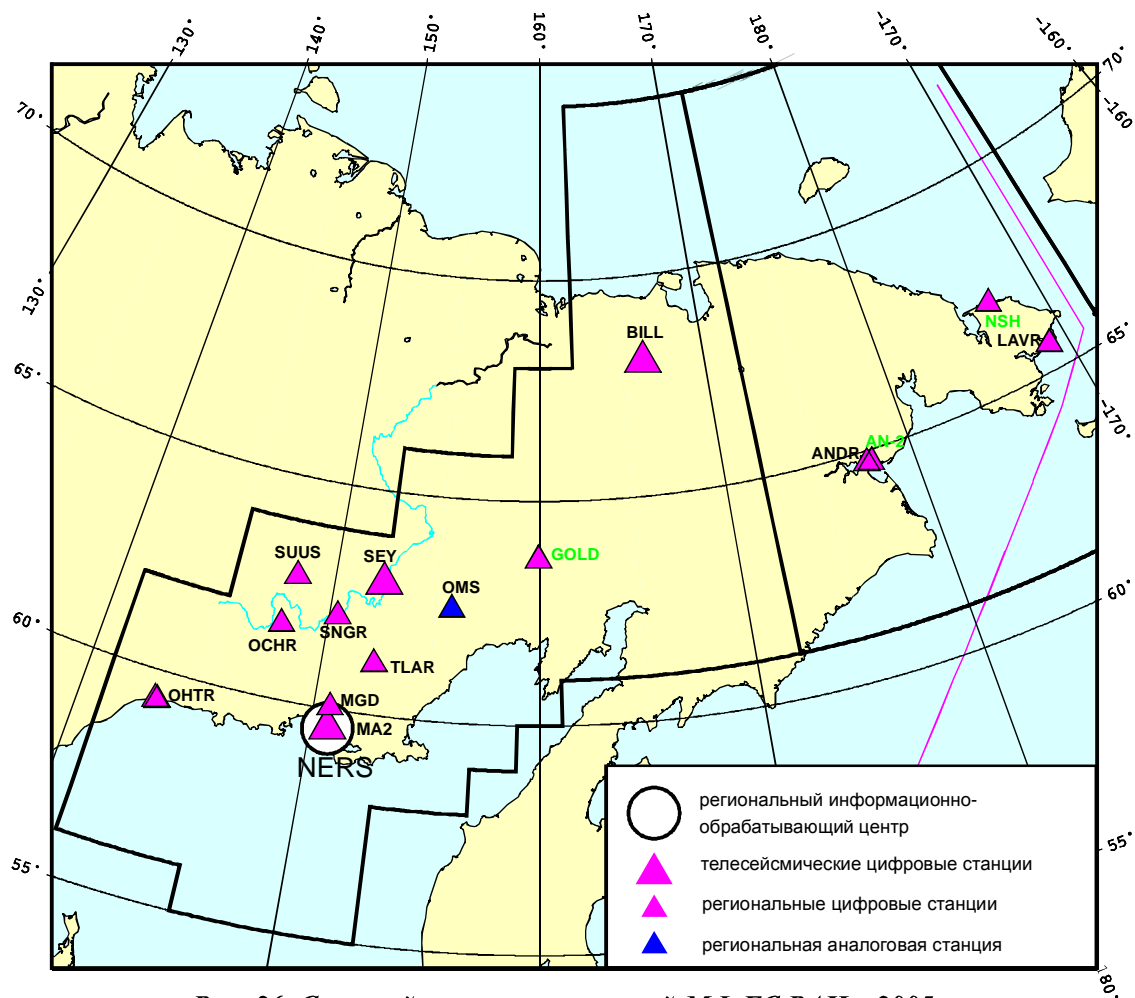 130°
140°
150°
160°
170°
180°
-170°
-160°
70°
70°
-160
130°
65°
60°
55°
65°
-170°
60°
55°
180°
NSH
LAVR
BILL
AN-2
ANDR
GOLD
SUUS
SEY
OMS
OCHR
SNGR
TLAR
OHTR
MGD
MA2
NERS
региональный информационно-
обрабатывающий центр
телесейсмические цифровые станции
региональные цифровые станции
региональная аналоговая станция